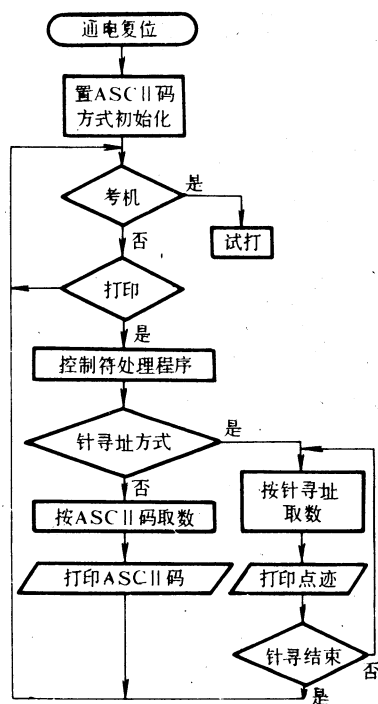 通电复位
置ASCⅡ码
方式初始化
考机
是
试打
否
打印
是
控制符处理程序
针寻址方式
是
否
按ASCⅡ码取数
按针寻址
取数
打印ASCⅡ码
打印点迹
针寻结束
否
是